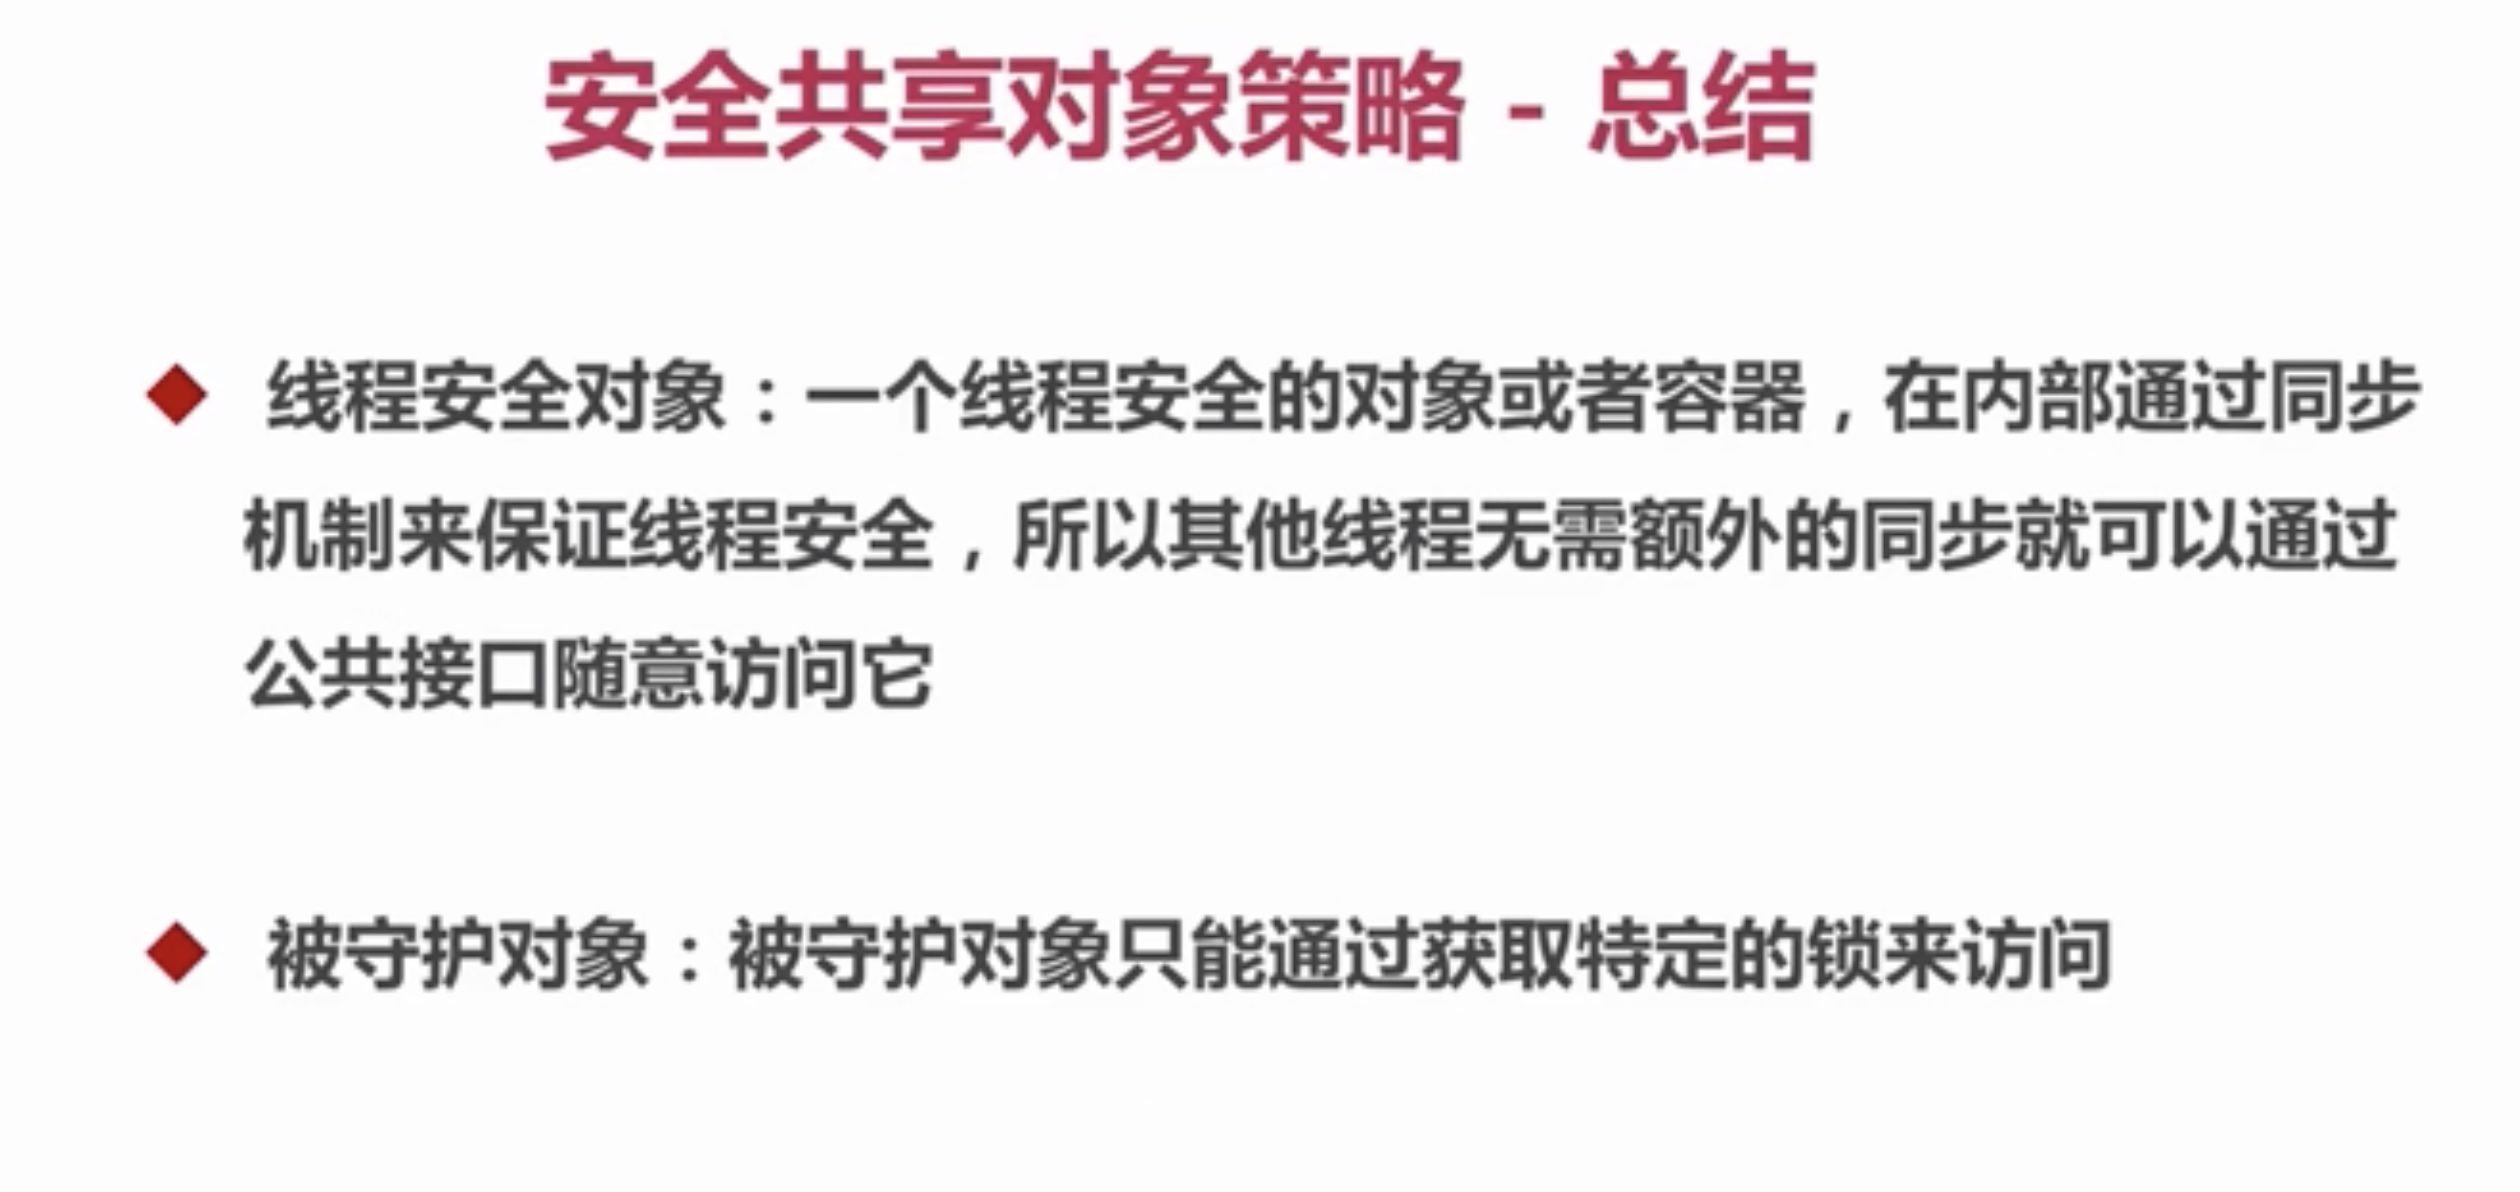 安全共享对象策略 - 总结
线程安全对象：一个线程安全的对象或者容器，在内部通过同步
机制来保证线程安全，所以其他线程无需额外的同步就可以通过
公共接口随意访问它
被守护对象：被守护对象只能通过获取特定的锁来访问